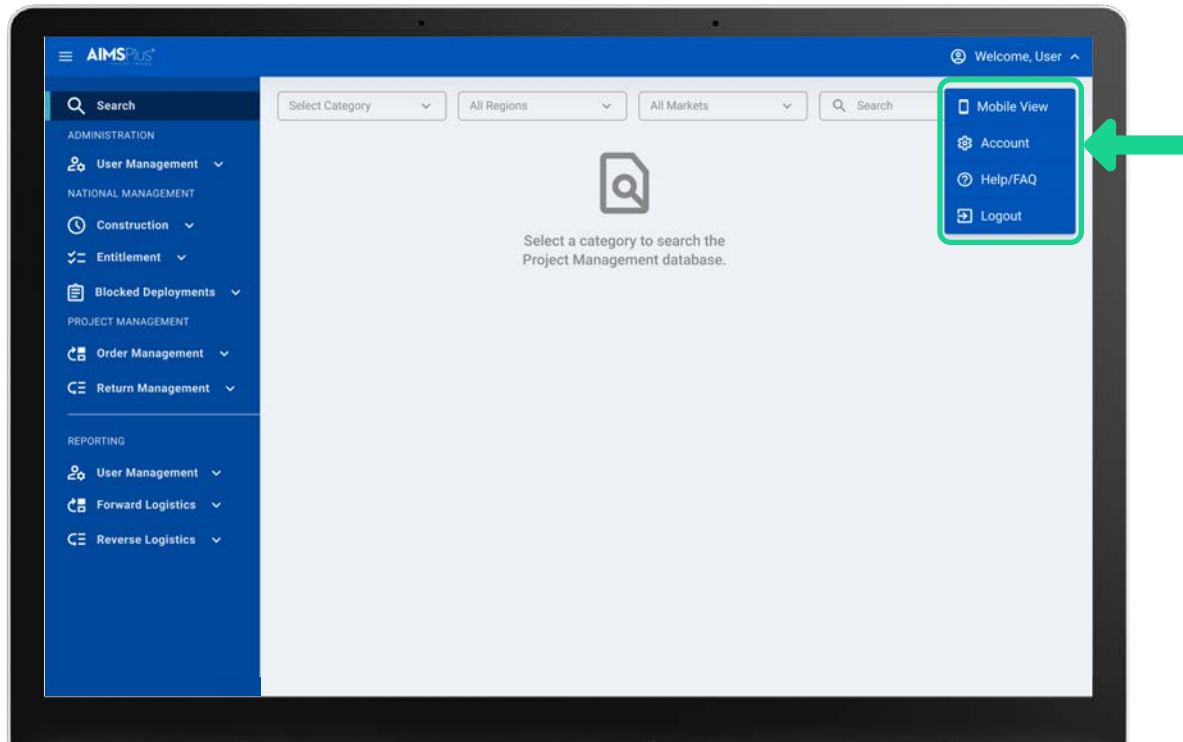 AIMSPlus+
Welcome, User
Search
ADMINISTRATION
User Management
NATIONAL MANAGEMENT
Construction
Entitlement
Blocked Deployments
PROJECT MANAGEMENT
Order Management
Return Management
REPORTING
User Management
Forward Logistics
Reverse Logistics
Select Category
All Regions
All Markets
Search
Select a category to search the
Project Management database.
Mobile View
Account
Help/FAQ
Logout